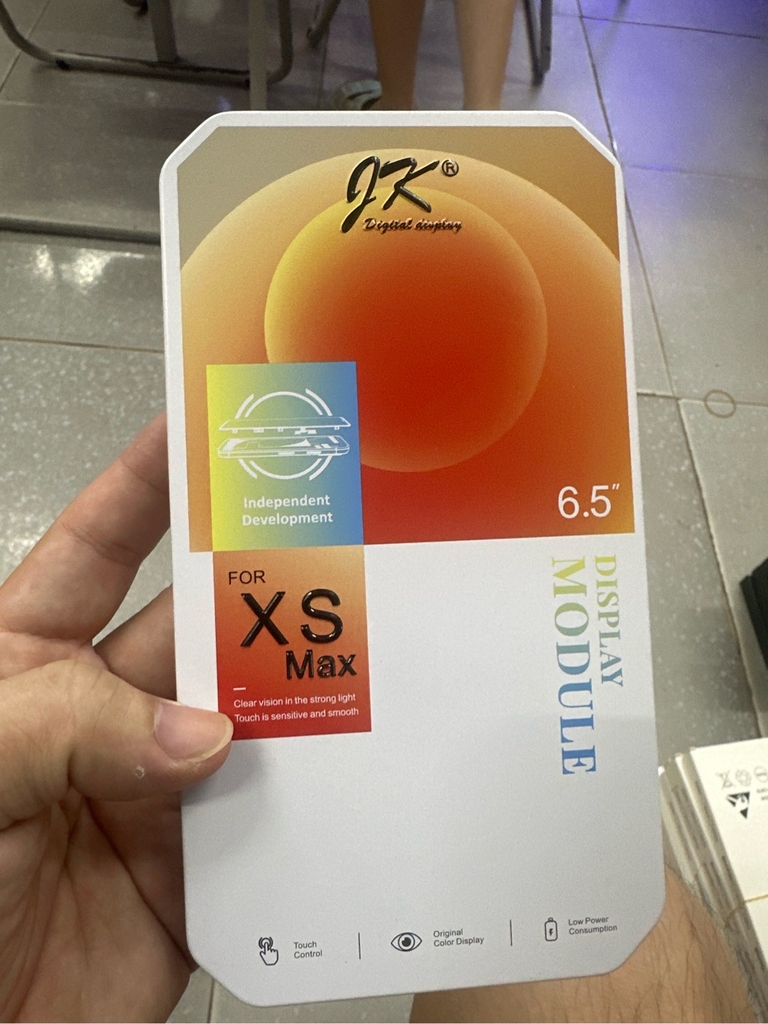 JK®
Digital display
Independent
Development
6.5"
FOR
XS
Max
Clear vision in the strong light
Touch is sensitive and smooth
DISPLAY
MODULE
Touch
Control
Original
Color Display
Low Power
Consumption